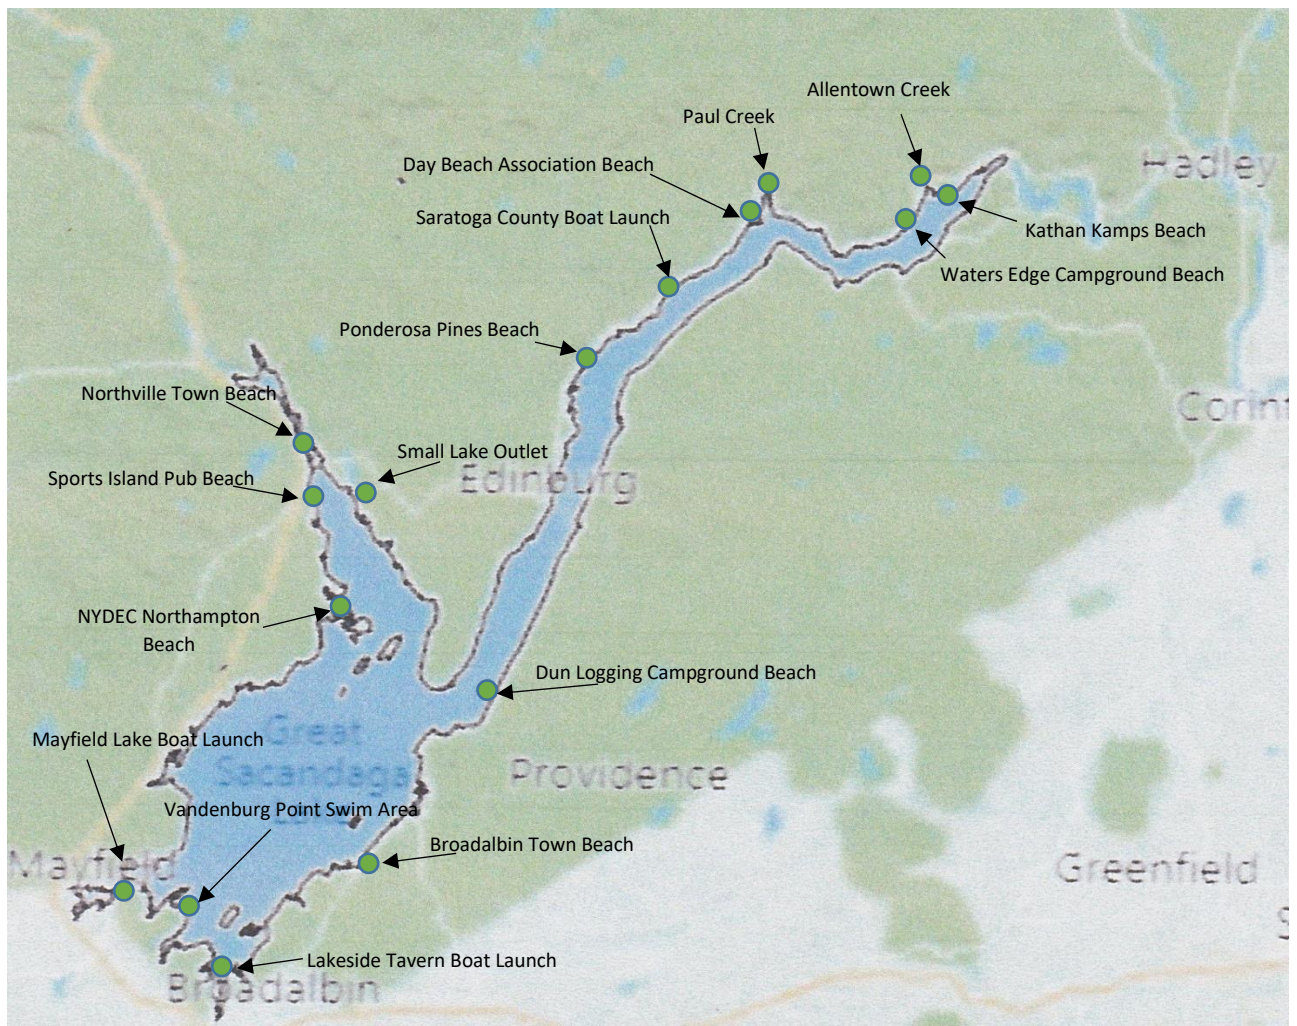 Allentown Creek
Paul Creek
Day Beach Association Beach
Hadley
Saratoga County Boat Launch
Kathan Kamps Beach
Waters Edge Campground Beach
Ponderosa Pines Beach
Northville Town Beach
Corint
Small Lake Outlet
Sports Island Pub Beach
Edinburg
NYDEC Northampton
Beach
Dun Logging Campground Beach
Great
Mayfield Lake Boat Launch
Sacandaga
Providence
Vandenburg Point Swim Area
Lake
Broadalbin Town Beach
Mayfield
Greenfield
S
Lakeside Tavern Boat Launch
Broadalbin